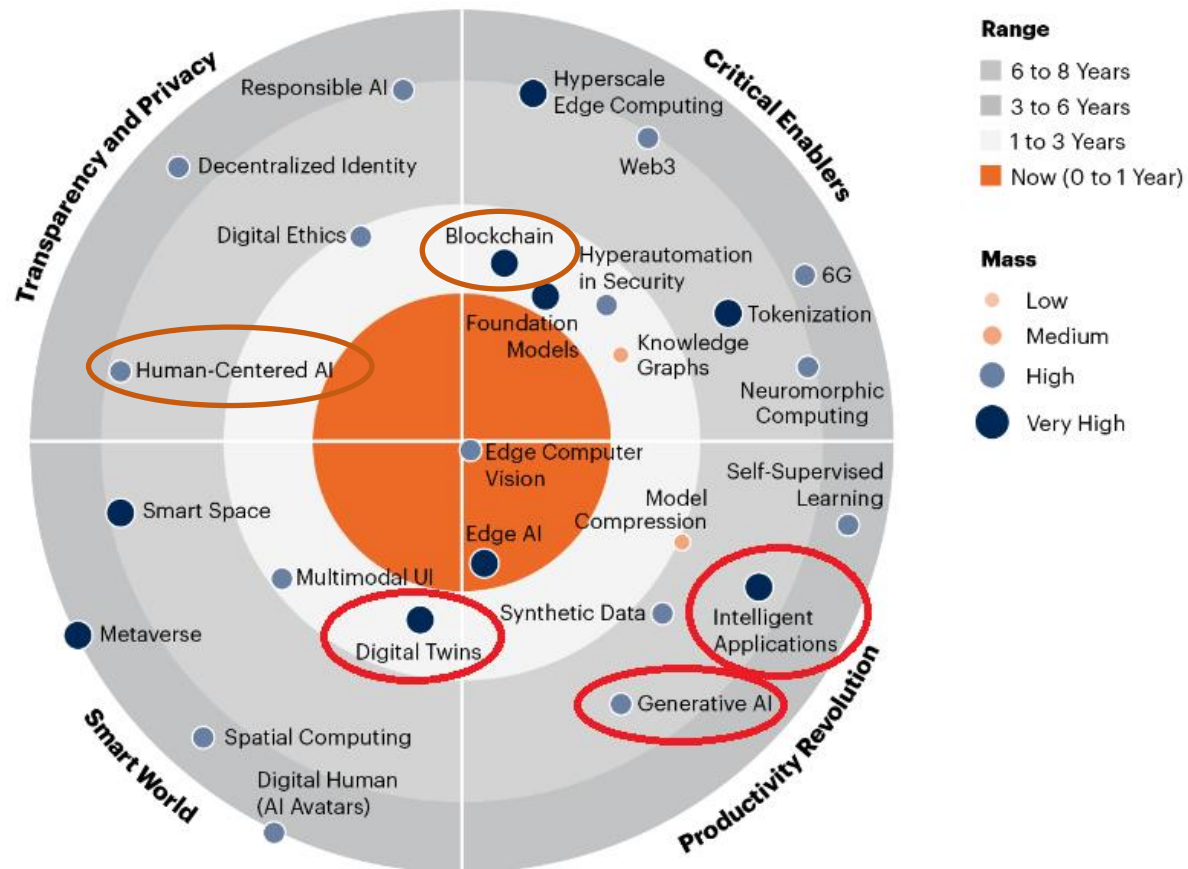 Transparency and Privacy
Critical Enablers
Responsible AI
Hyperscale
Edge Computing
Web3
Decentralized Identity
Digital Ethics
Blockchain
Hyperautomation
in Security
6G
Tokenization
Foundation
Models
Knowledge
Graphs
Human-Centered AI
Neuromorphic
Computing
Edge Computer
Vision
Self-Supervised
Learning
Model
Compression
Smart Space
Edge AI
Multimodal UI
Synthetic Data
Intelligent
Applications
Metaverse
Digital Twins
Generative AI
Spatial Computing
Digital Human
(AI Avatars)
Smart World
Productivity Revolution
Range
6 to 8 Years
3 to 6 Years
1 to 3 Years
Now (0 to 1 Year)
Mass
Low
Medium
High
Very High